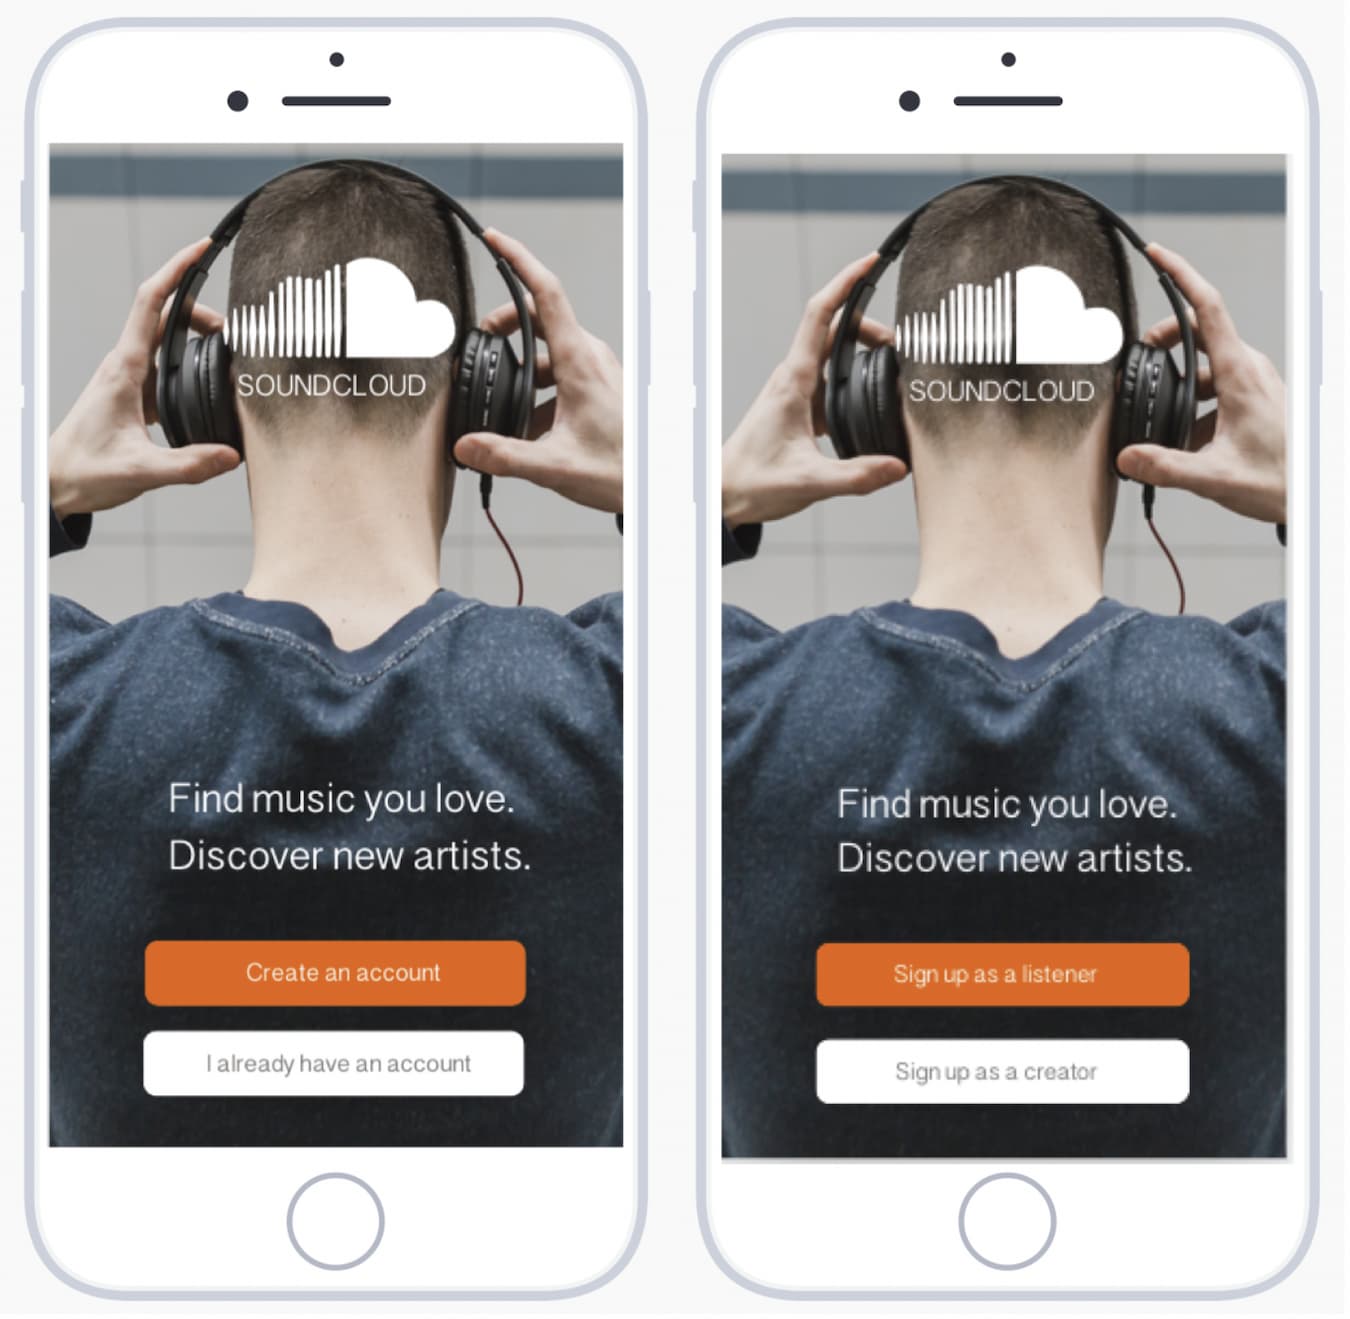 SOUNDCLOUD
Find music you love.
Discover new artists.
Create an account
I already have an account
SOUNDCLOUD
Find music you love.
Discover new artists.
Sign up as a listener
Sign up as a creator